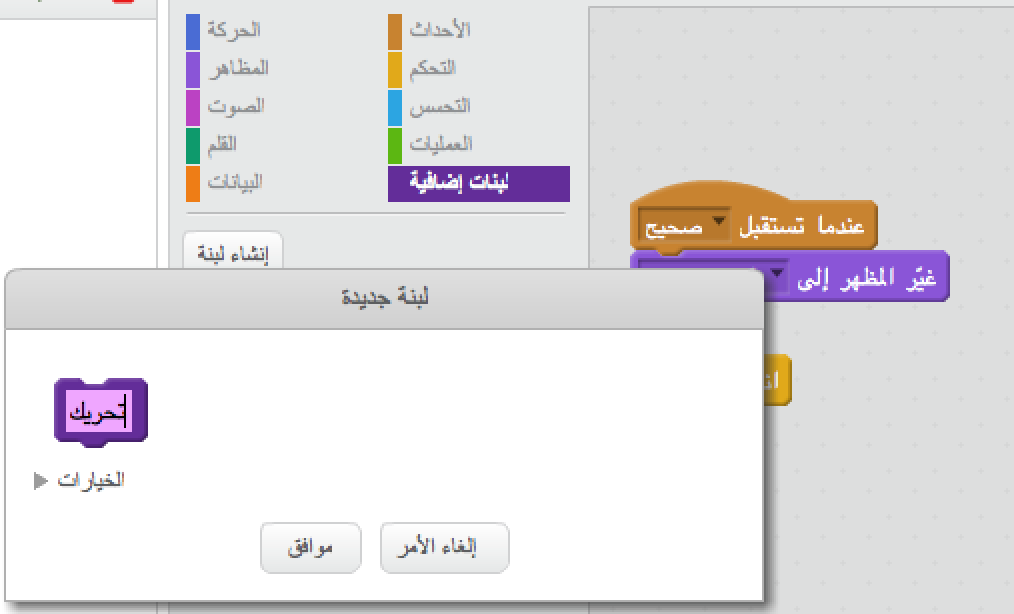 الحركة
الأحداث
المظاهر
التحكم
الصوت
التحسس
القلم
العمليات
البيانات
لبنات إضافية
إنشاء لبنة
عندما تستقبل صحيح
غيّر المظهر إلى
لبنة جديدة
تحريك
الخيارات
موافق
إلغاء الأمر